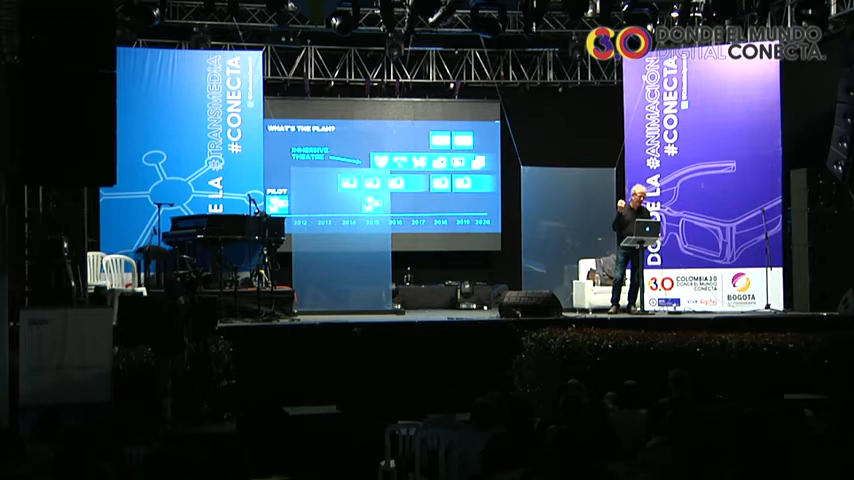 3.0 DONDE EL MUNDO
DIGITAL CONECTA.
DE LA #TRANSMEDIA
#CONECTA
WHAT'S THE PLAN?
IMMERSIVE
THEATRE
PILOT
2012 2013 2014 2015 2016 2017 2018 2019 2020
DONDE LA #ANIMACIÓN
#CONECTA
3.0 COLOMBIA 3.0
DONDE EL MUNDO
CONECTA
BOGOTA